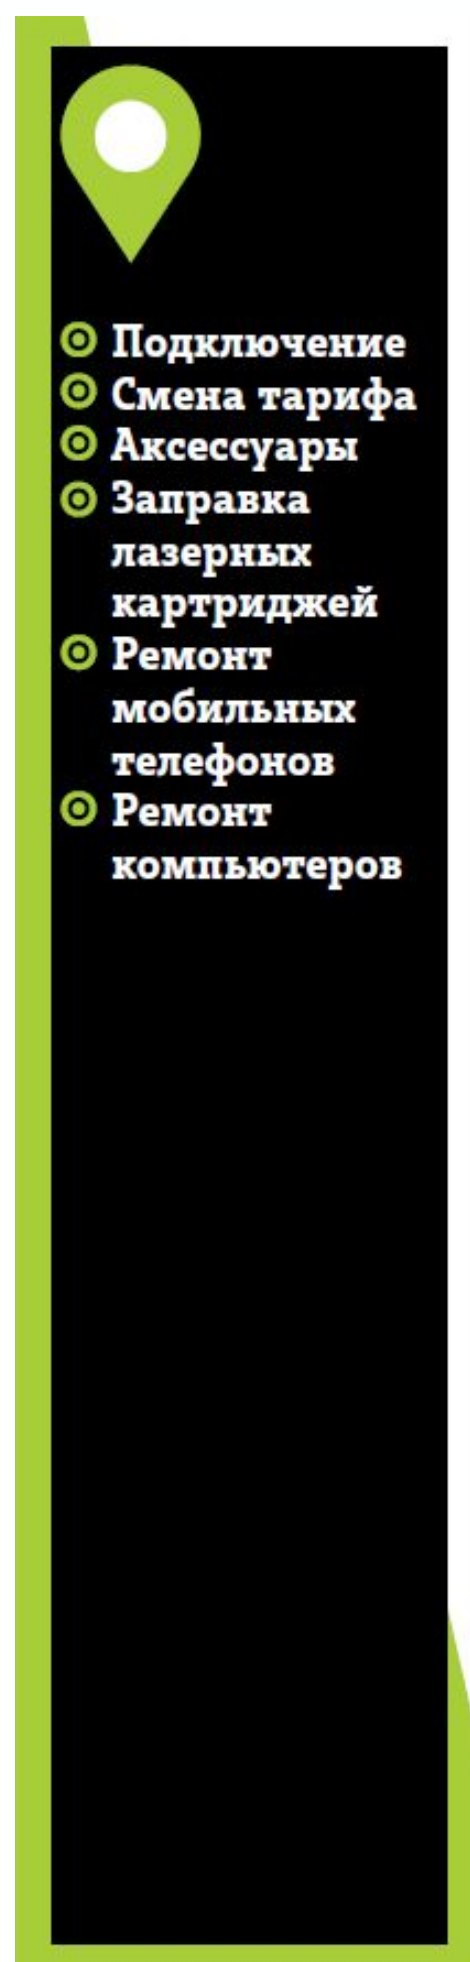 Подключение
Смена тарифа
Аксессуары
Заправка
лазерных
картриджей
Ремонт
мобильных
телефонов
Ремонт
компьютеров